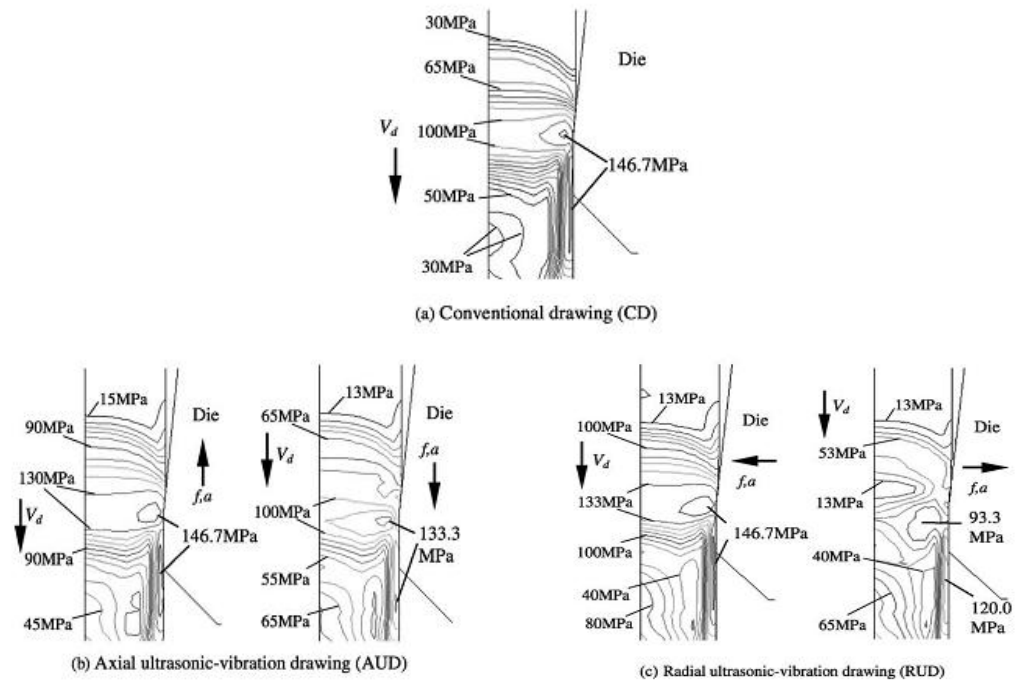 30MPa
Die
65MPa
V_d
100MPa
146.7MPa
50MPa
30MPa
(a) Conventional drawing (CD)
15MPa
Die
90MPa
f,a
130MPa
V_d
146.7MPa
90MPa
45MPa
13MPa
65MPa
Die
V_d
f,a
100MPa
133.3
MPa
55MPa
65MPa
(b) Axial ultrasonic-vibration drawing (AUD)
13MPa
Die
100MPa
V_d
f,a
133MPa
146.7MPa
100MPa
40MPa
80MPa
13MPa
V_d
Die
53MPa
f,a
13MPa
93.3
MPa
40MPa
120.0
MPa
65MPa
(c) Radial ultrasonic-vibration drawing (RUD)